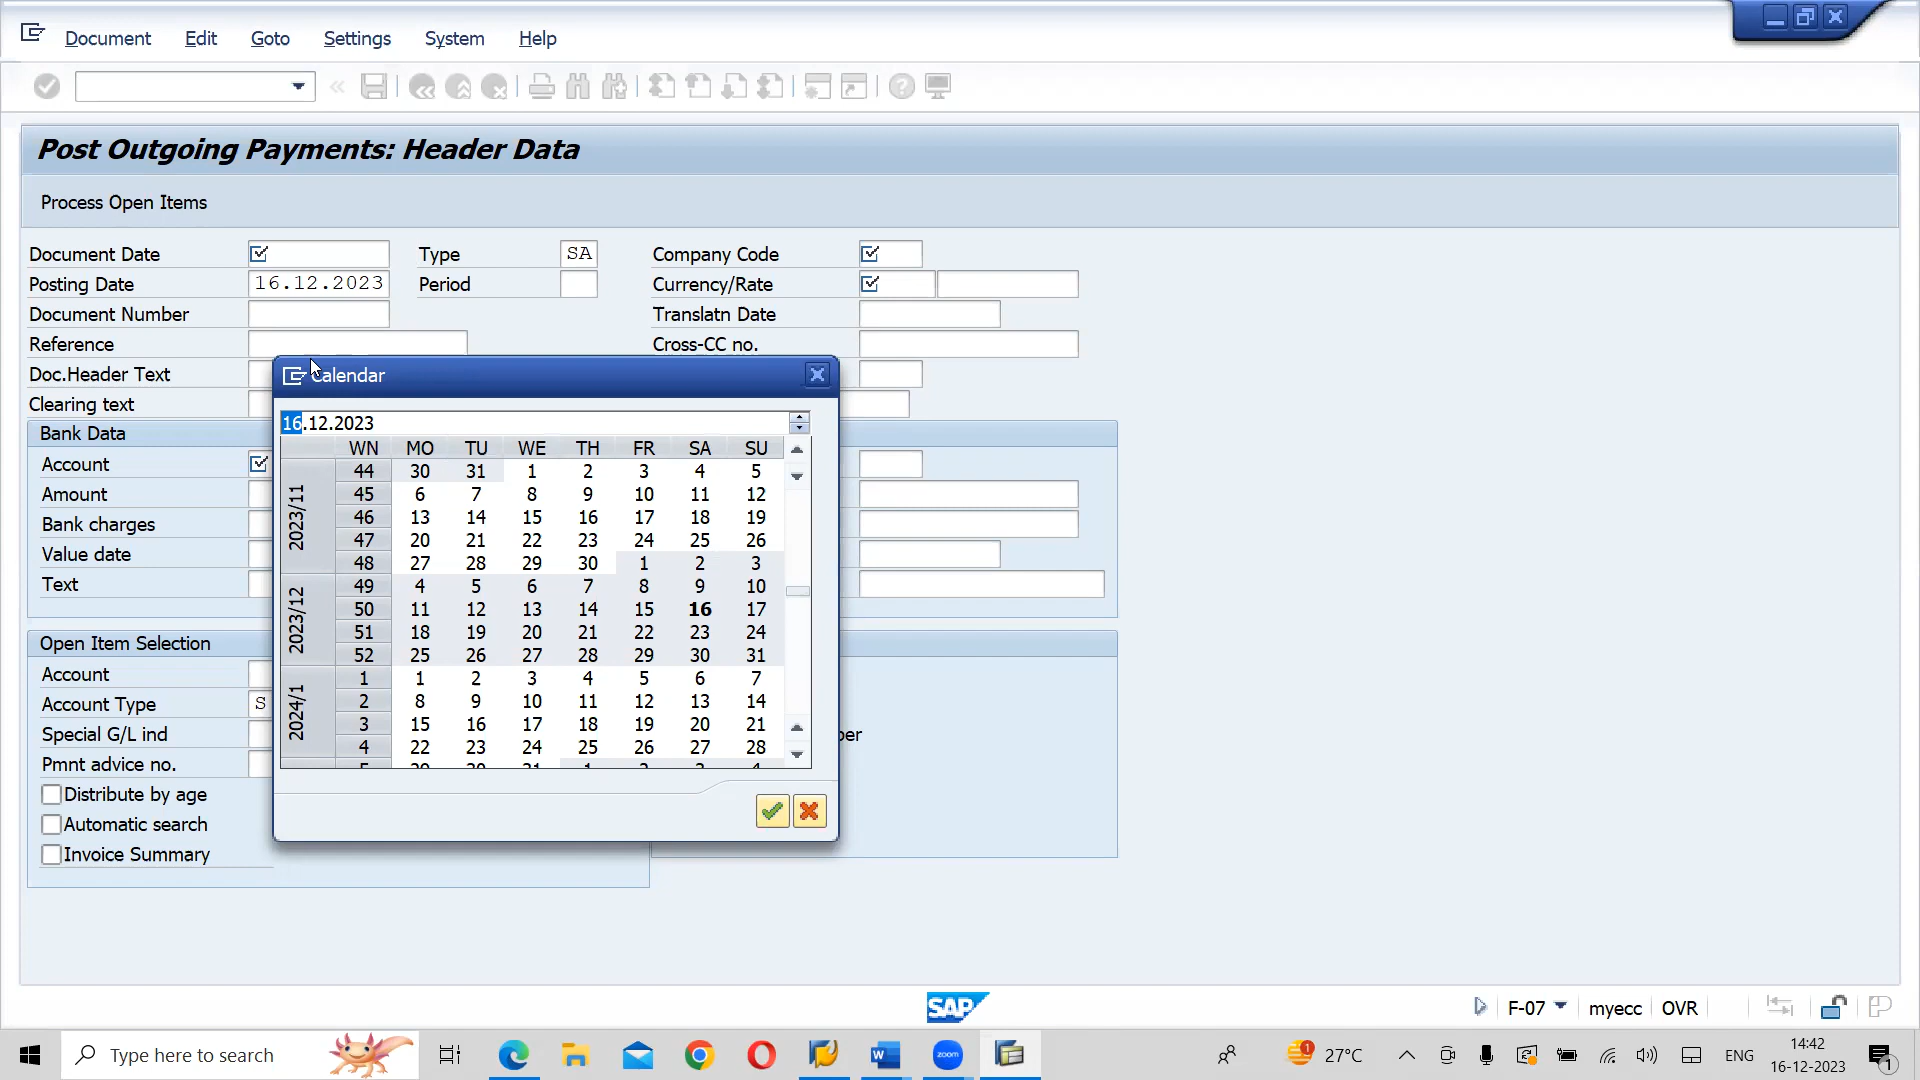 Document Edit Goto Settings System Help
Post Outgoing Payments: Header Data
Process Open Items
Document Date Type SA Company Code
Posting Date 16.12.2023 Period Currency/Rate
Document Number Translatn Date
Reference Cross-CC no.
Doc.Header Text
Clearing text
Bank Data
Account
Amount
Bank charges
Value date
Text
Open Item Selection
Account
Account Type S
Special G/L ind
Pmnt advice no.
Distribute by age
Automatic search
Invoice Summary
Calendar
16.12.2023
WN MO TU WE TH FR SA SU
2023/11
44 30 31 1 2 3 4 5
45 6 7 8 9 10 11 12
46 13 14 15 16 17 18 19
47 20 21 22 23 24 25 26
48 27 28 29 30 1 2 3
2023/12
49 4 5 6 7 8 9 10
50 11 12 13 14 15 16 17
51 18 19 20 21 22 23 24
52 25 26 27 28 29 30 31
2024/1
1 1 2 3 4 5 6 7
2 8 9 10 11 12 13 14
3 15 16 17 18 19 20 21
4 22 23 24 25 26 27 28
SAP
F-07 myecc OVR
Type here to search
zoom
1
27°C
ENG
14:42
16-12-2023
1